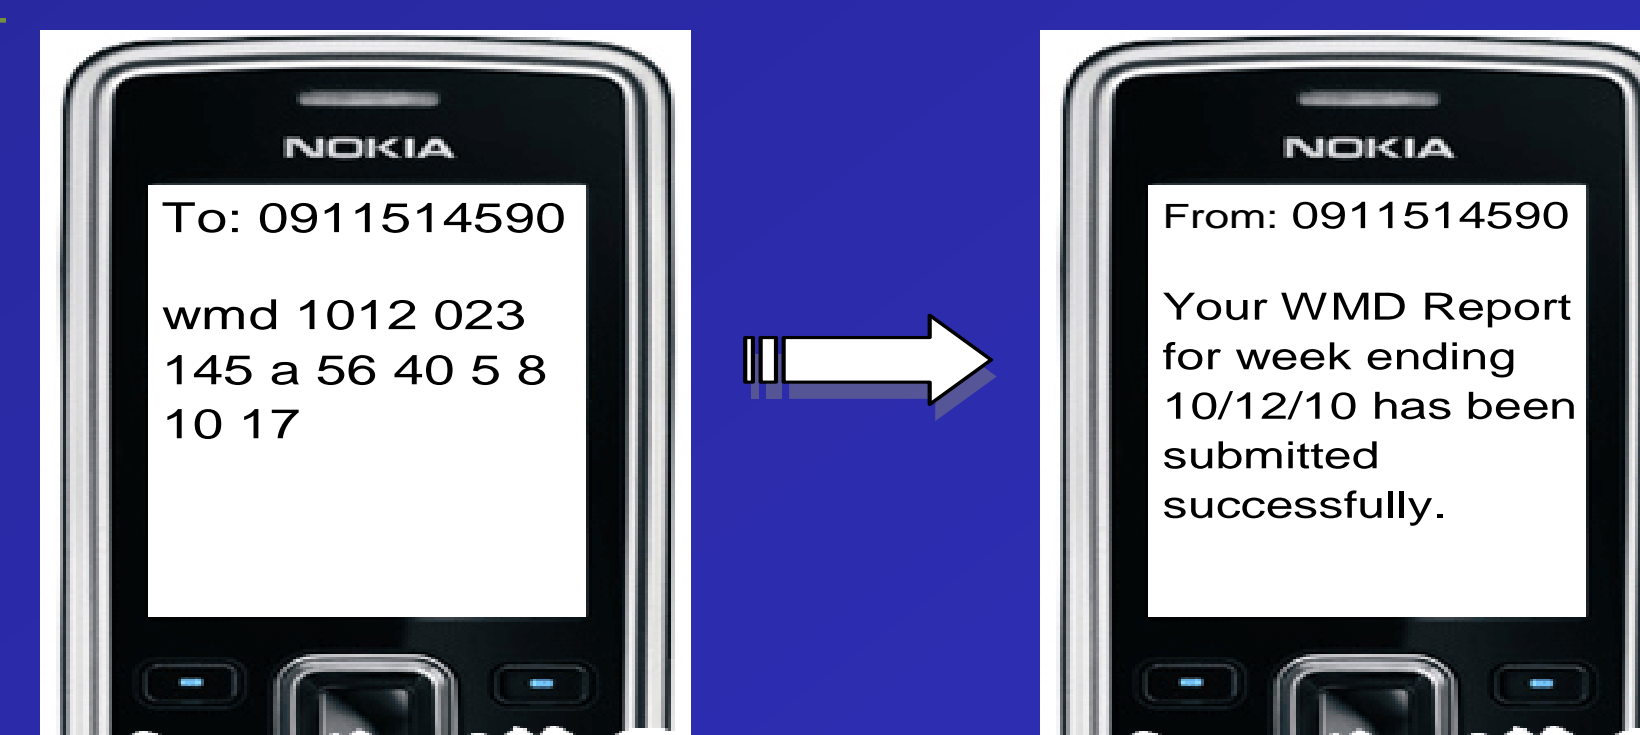 NOKIA
To: 0911514590
wmd 1012 023
145 a 56 40 5 8
10 17
NOKIA
From: 0911514590
Your WMD Report
for week ending
10/12/10 has been
submitted
successfully.